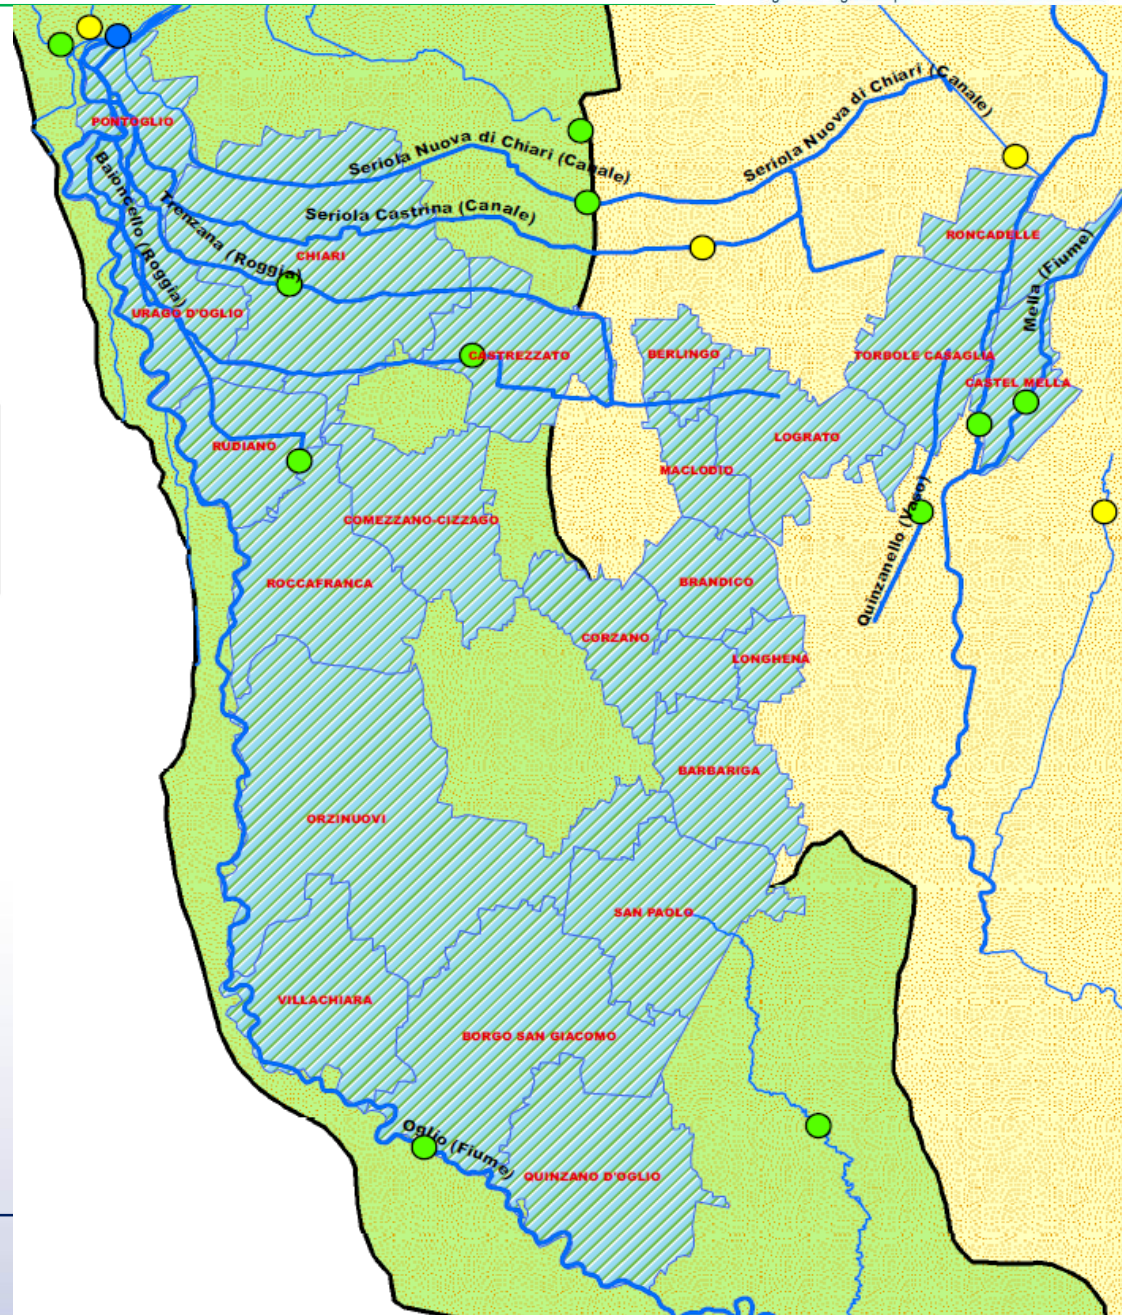 PONTOGLIO
Seriola Nuova di Chiari (Canale)
Seriola Nuova di Chiari (Canale)
Baioncello (Roggia)
Trenzana (Roggia)
Seriola Castrina (Canale)
CHIARI
RONCADELLE
Mella (Fiume)
URAGO D'OGLIO
CASTREZZATO
BERLINGO
TORBOLE CASAGLIA
CASTEL MELLA
RUDIANO
LOGRATO
MACLODIO
COMEZZANO-CIZZAGO
Quinzanello (Vaso)
ROCCAFRANCA
BRANDICO
CORZANO
LONGHENA
BARBARIGA
ORZINUOVI
SAN PAOLO
VILLACHIARA
BORGO SAN GIACOMO
Oglio (Fiume)
QUINZANO D'OGLIO